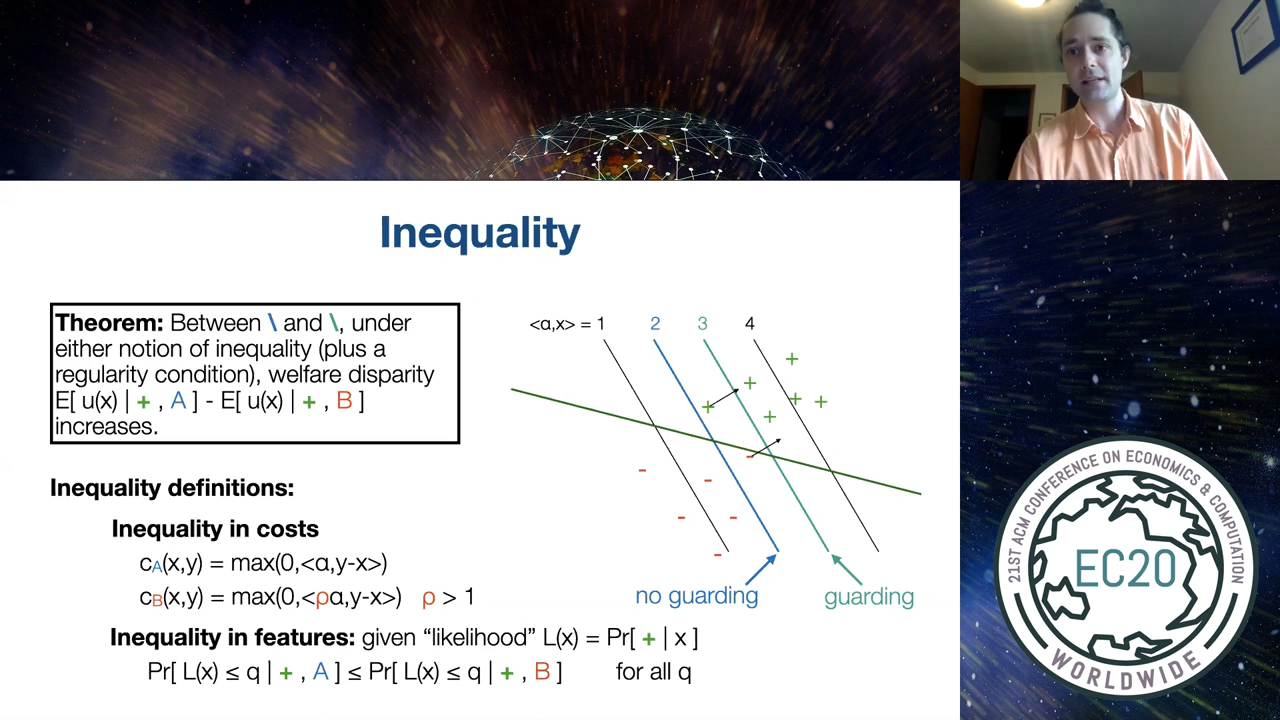 Inequality
Theorem: Between \ and \, under
either notion of inequality (plus a
regularity condition), welfare disparity
E[ u(x) | + , A ] - E[ u(x) | + , B ]
increases.
<α,x> = 1 2 3 4
no guarding
guarding
Inequality definitions:
Inequality in costs
cA(x,y) = max(0,<α,y-x>)
cB(x,y) = max(0,<ρα,y-x>) ρ > 1
Inequality in features: given “likelihood” L(x) = Pr[ + | x ]
Pr[ L(x) ≤ q | + , A ] ≤ Pr[ L(x) ≤ q | + , B ] for all q
21ST ACM CONFERENCE ON ECONOMICS & COMPUTATION
EC20
WORLDWIDE